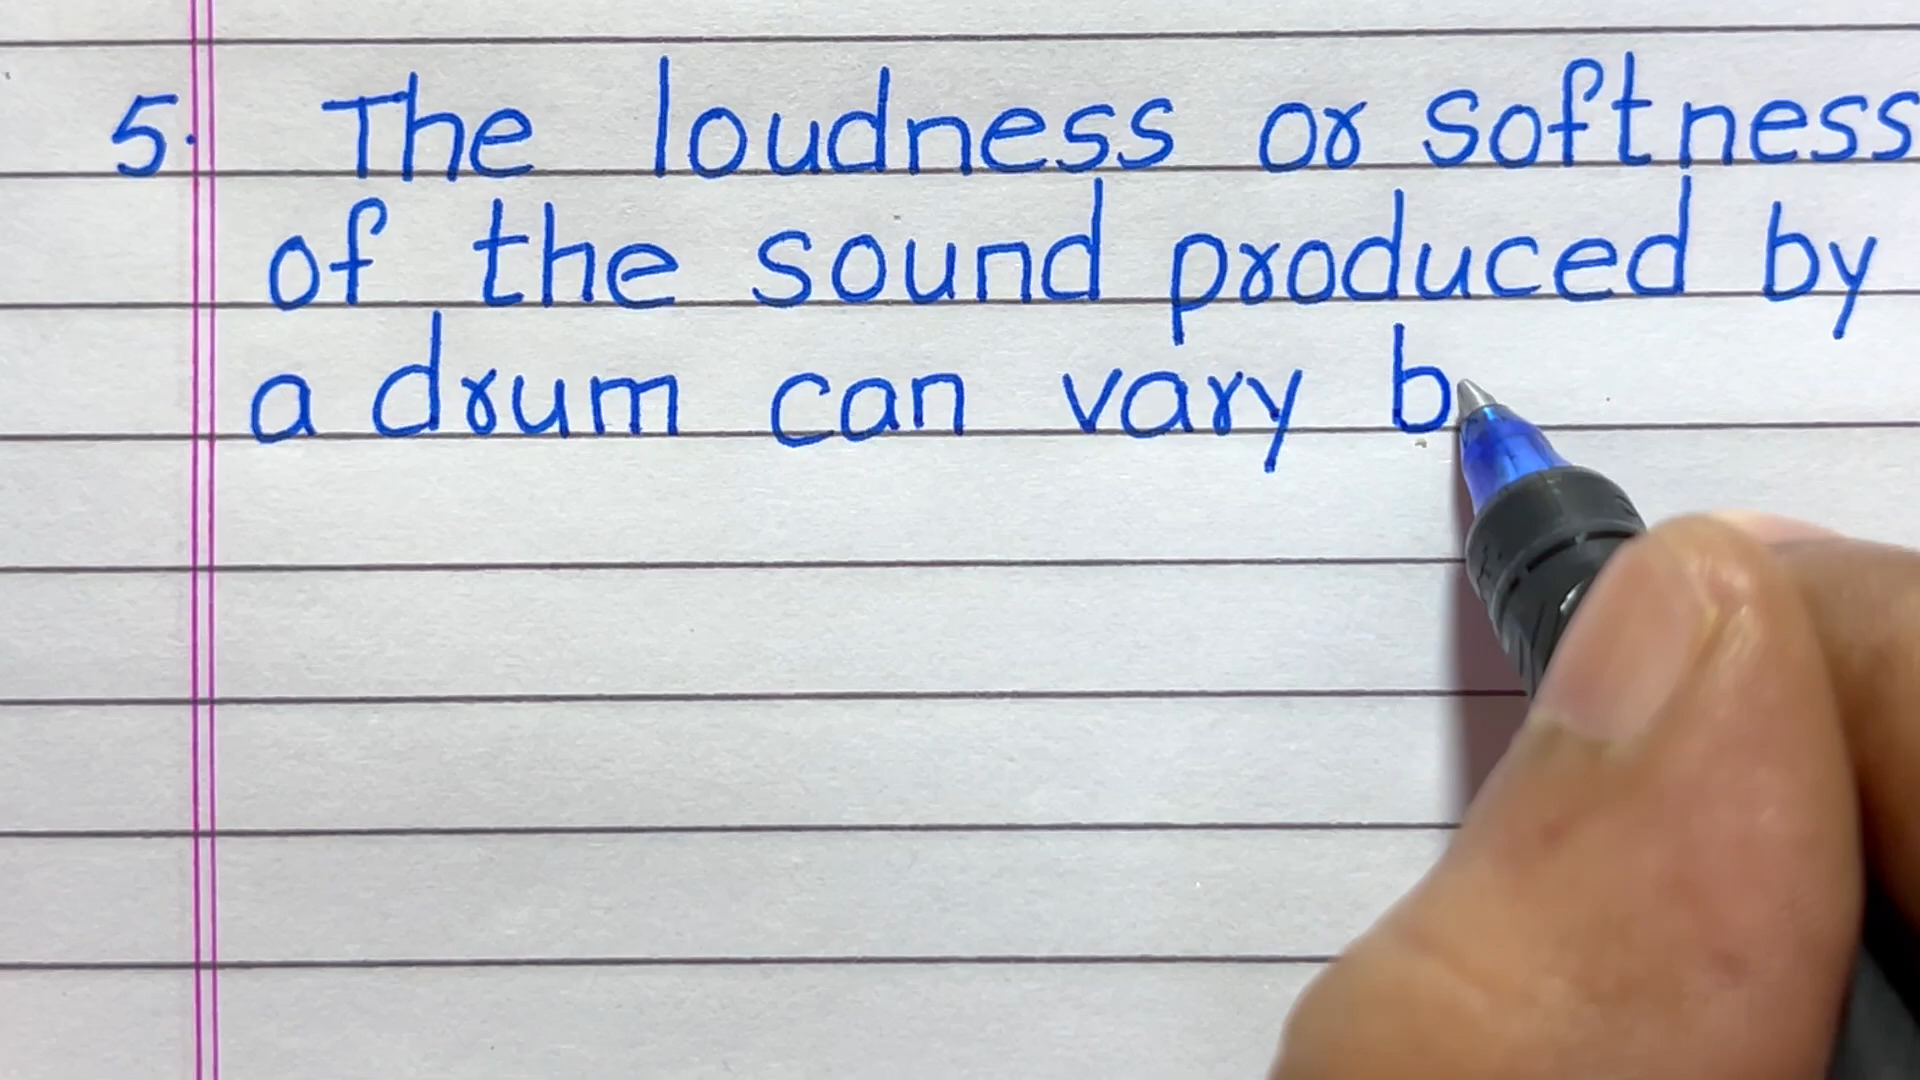 5. The loudness or softness
of the sound produced by
a drum can vary b